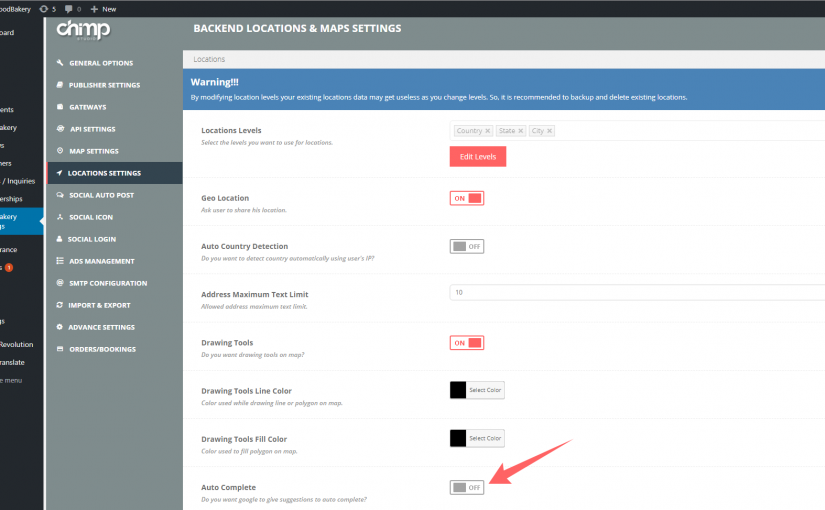 oodBakery 5 0 New
oard
ents
akery
vs
ners
/ Inquiries
erships
akery
gs
rance
s 1
gs
Revolution
ranslate
e menu
chimp
STUDIO
GENERAL OPTIONS
PUBLISHER SETTINGS
GATEWAYS
API SETTINGS
MAP SETTINGS
LOCATIONS SETTINGS
SOCIAL AUTO POST
SOCIAL ICON
SOCIAL LOGIN
ADS MANAGEMENT
SMTP CONFIGURATION
IMPORT & EXPORT
ADVANCE SETTINGS
ORDERS/BOOKINGS
BACKEND LOCATIONS & MAPS SETTINGS
Locations
Warning!!!
By modifying location levels your existing locations data may get useless as you change levels. So, it is recommended to backup and delete existing locations.
Locations Levels
Select the levels you want to use for locations.
Country × State × City ×
Edit Levels
Geo Location
Ask user to share his location.
ON
Auto Country Detection
Do you want to detect country automatically using user's IP?
OFF
Address Maximum Text Limit
Allowed address maximum text limit.
10
Drawing Tools
Do you want drawing tools on map?
ON
Drawing Tools Line Color
Color used while drawing line or polygon on map.
Select Color
Drawing Tools Fill Color
Color used to fill polygon on map.
Select Color
Auto Complete
Do you want google to give suggestions to auto complete?
OFF